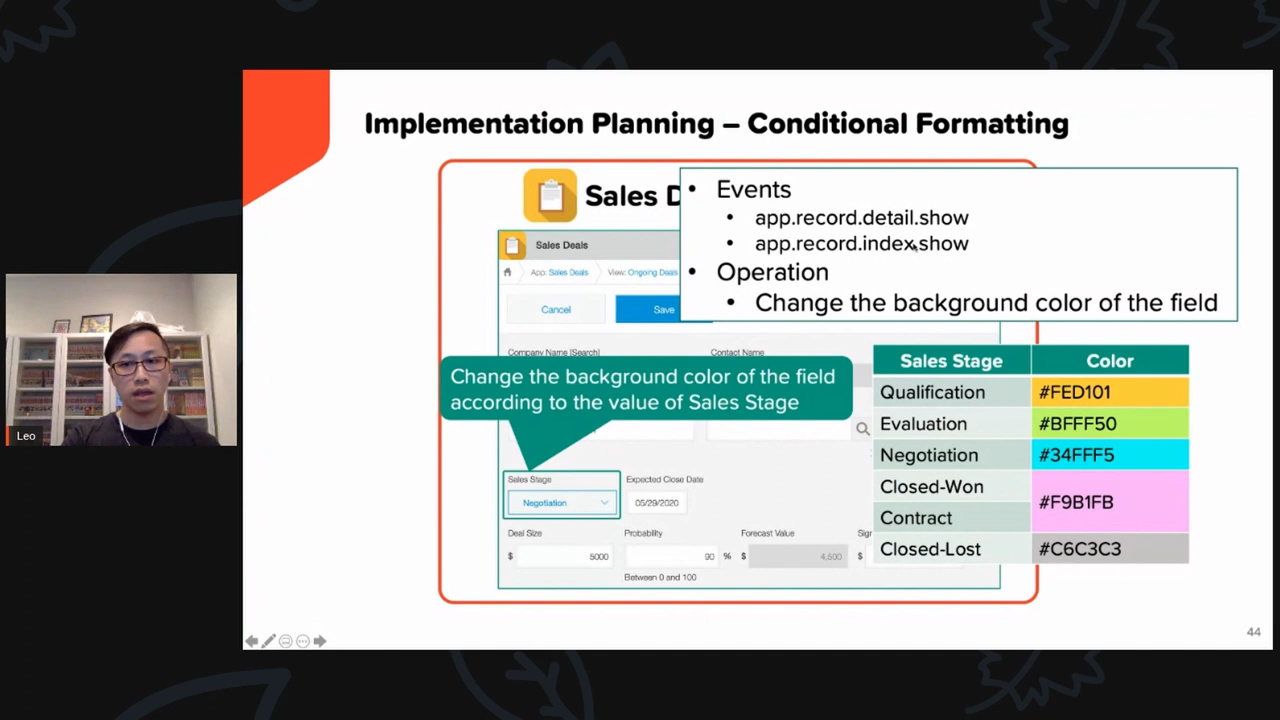 Implementation Planning – Conditional Formatting
Sales D
• Events
• app.record.detail.show
• app.record.index.show
• Operation
• Change the background color of the field
Sales Deals
App: Sales Deals
View: Ongoing Deals
Cancel
Save
Company Name [Search]
Contact Name
Change the background color of the field
according to the value of Sales Stage
Sales Stage
Expected Close Date
Negotiation
05/29/2020
Deal Size
Probability
Forecast Value
Sig
$ 5000
90 %
$ 4,500
$
Between 0 and 100
Sales Stage Color
Qualification #FED101
Evaluation #BFFF50
Negotiation #34FFF5
Closed-Won
#F9B1FB
Contract
Closed-Lost #C6C3C3
Leo
44